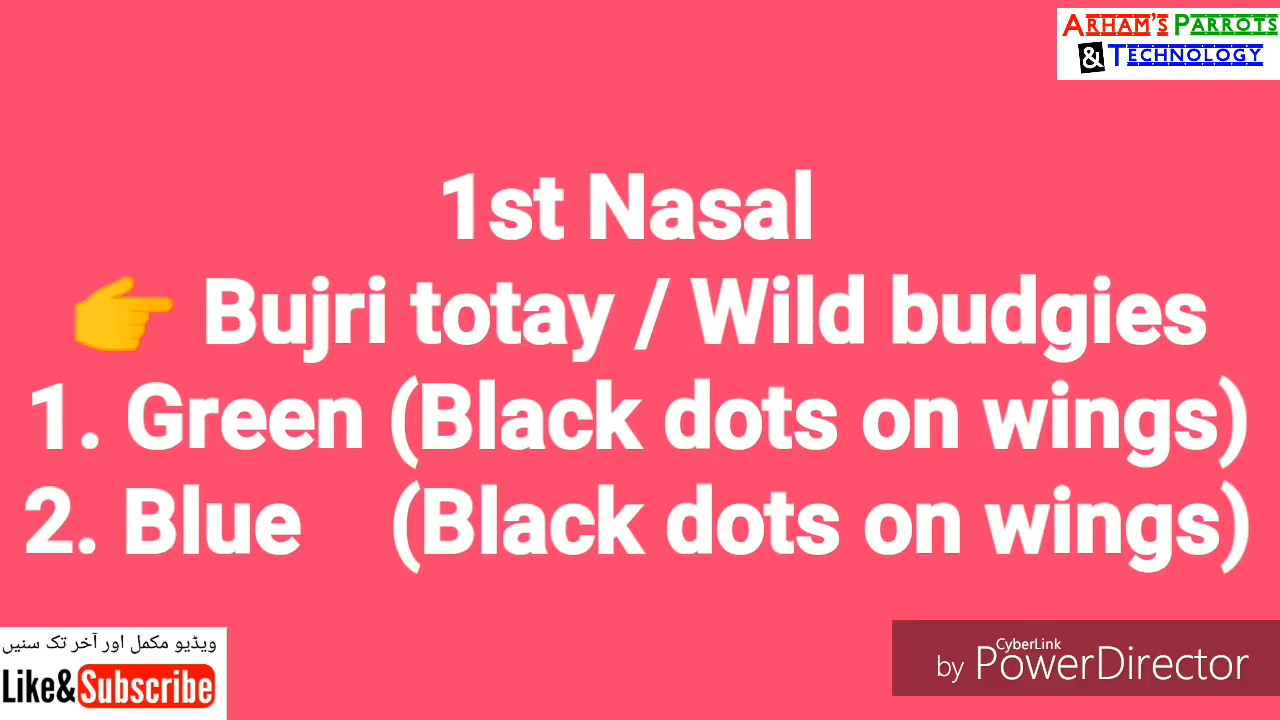 ARHAM'S PARROTS
& TECHNOLOGY
1st Nasal
👉 Bujri totay / Wild budgies
1. Green (Black dots on wings)
2. Blue (Black dots on wings)
ویڈیو مکمل اور آخر تک سنیں
Like&Subscribe
CyberLink
by PowerDirector